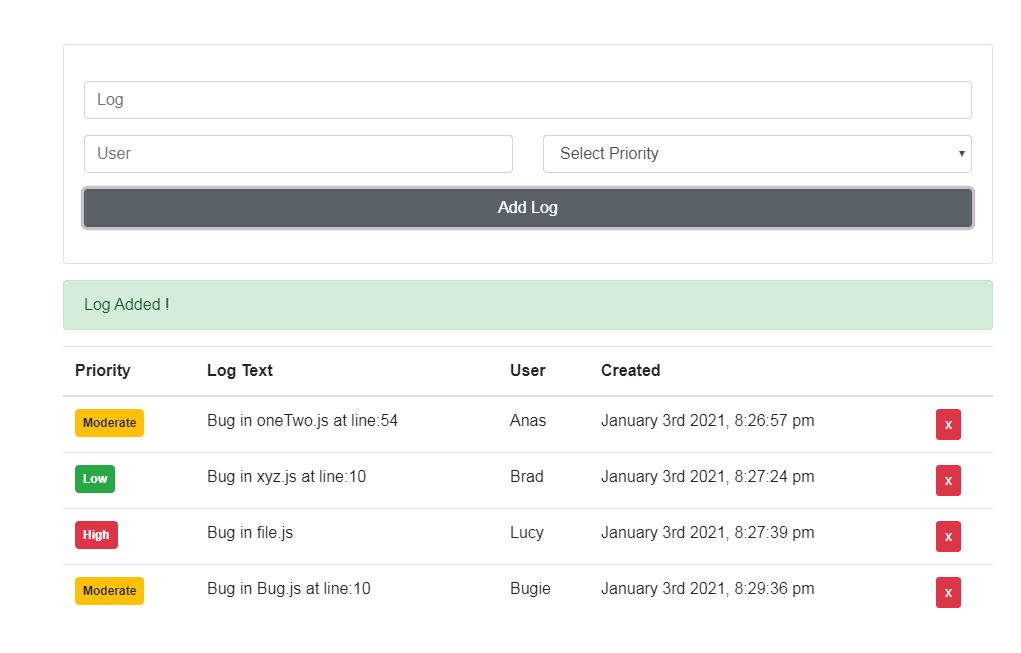 Log
User Select Priority
Add Log
Log Added !
Priority Log Text User Created
Moderate Bug in oneTwo.js at line:54 Anas January 3rd 2021, 8:26:57 pm x
Low Bug in xyz.js at line:10 Brad January 3rd 2021, 8:27:24 pm x
High Bug in file.js Lucy January 3rd 2021, 8:27:39 pm x
Moderate Bug in Bug.js at line:10 Bugie January 3rd 2021, 8:29:36 pm x